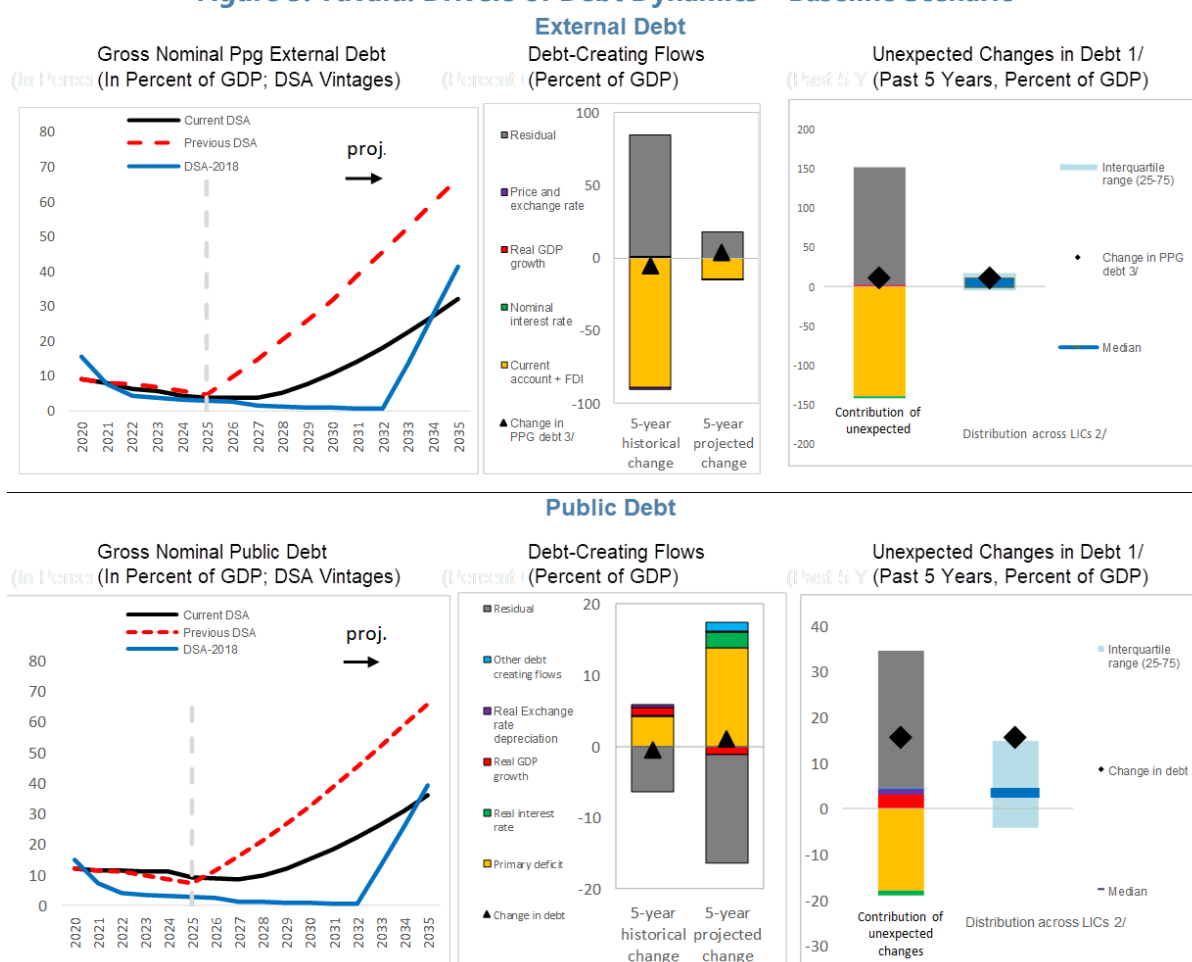 Figure 3. Tuvalu: Drivers of Debt Dynamics – Baseline Scenario
External Debt
Gross Nominal Ppg External Debt
(In Percent of GDP; DSA Vintages)
Current DSA
Previous DSA
DSA-2018
proj.
80
70
60
50
40
30
20
10
0
2020
2021
2022
2023
2024
2025
2026
2027
2028
2029
2030
2031
2032
2033
2034
2035
Debt-Creating Flows
(Percent of GDP)
Residual
Price and
exchange rate
Real GDP
growth
Nominal
interest rate
Current
account + FDI
Change in
PPG debt 3/
100
50
0
-50
-100
5-year
historical
change
5-year
projected
change
Unexpected Changes in Debt 1/
(Past 5 Years, Percent of GDP)
200
150
100
50
0
-50
-100
-150
-200
Interquartile
range (25-75)
Change in PPG
debt 3/
Median
Contribution of
unexpected
Distribution across LICs 2/
Public Debt
Gross Nominal Public Debt
(In Percent of GDP; DSA Vintages)
Current DSA
Previous DSA
DSA-2018
proj.
80
70
60
50
40
30
20
10
0
2020
2021
2022
2023
2024
2025
2026
2027
2028
2029
2030
2031
2032
2033
2034
2035
Debt-Creating Flows
(Percent of GDP)
Residual
Other debt
creating flows
Real Exchange
rate
depreciation
Real GDP
growth
Real interest
rate
Primary deficit
Change in debt
20
10
0
-10
-20
5-year
historical
change
5-year
projected
change
Unexpected Changes in Debt 1/
(Past 5 Years, Percent of GDP)
40
30
20
10
0
-10
-20
-30
Interquartile
range (25-75)
Change in debt
Median
Contribution of
unexpected
changes
Distribution across LICs 2/